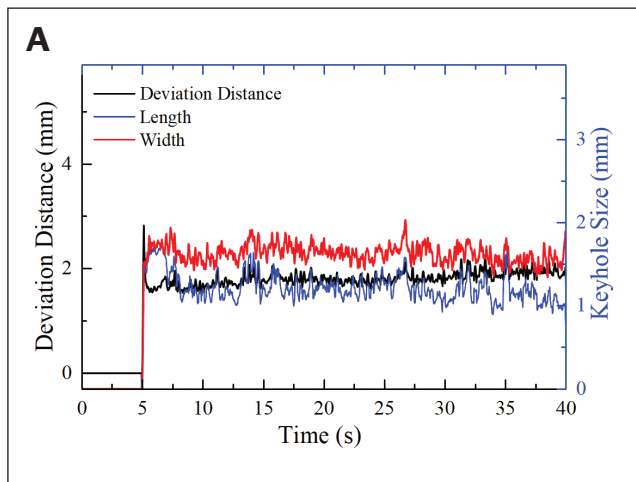 A
Deviation Distance
Length
Width
Deviation Distance (mm)
4
2
0
Keyhole Size (mm)
3
2
1
0
0 5 10 15 20 25 30 35 40
Time (s)